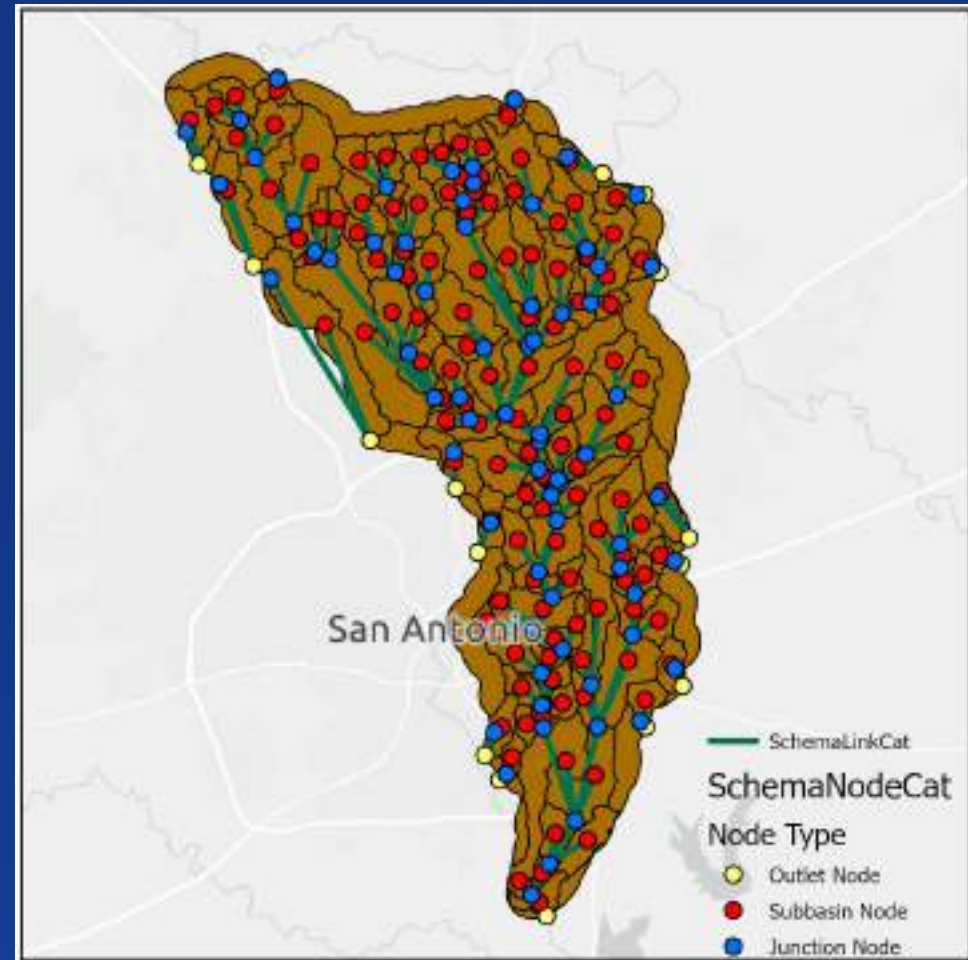 San Antonio
SchemaLinkCat
SchemaNodeCat
Node Type
Outlet Node
Subbasin Node
Junction Node